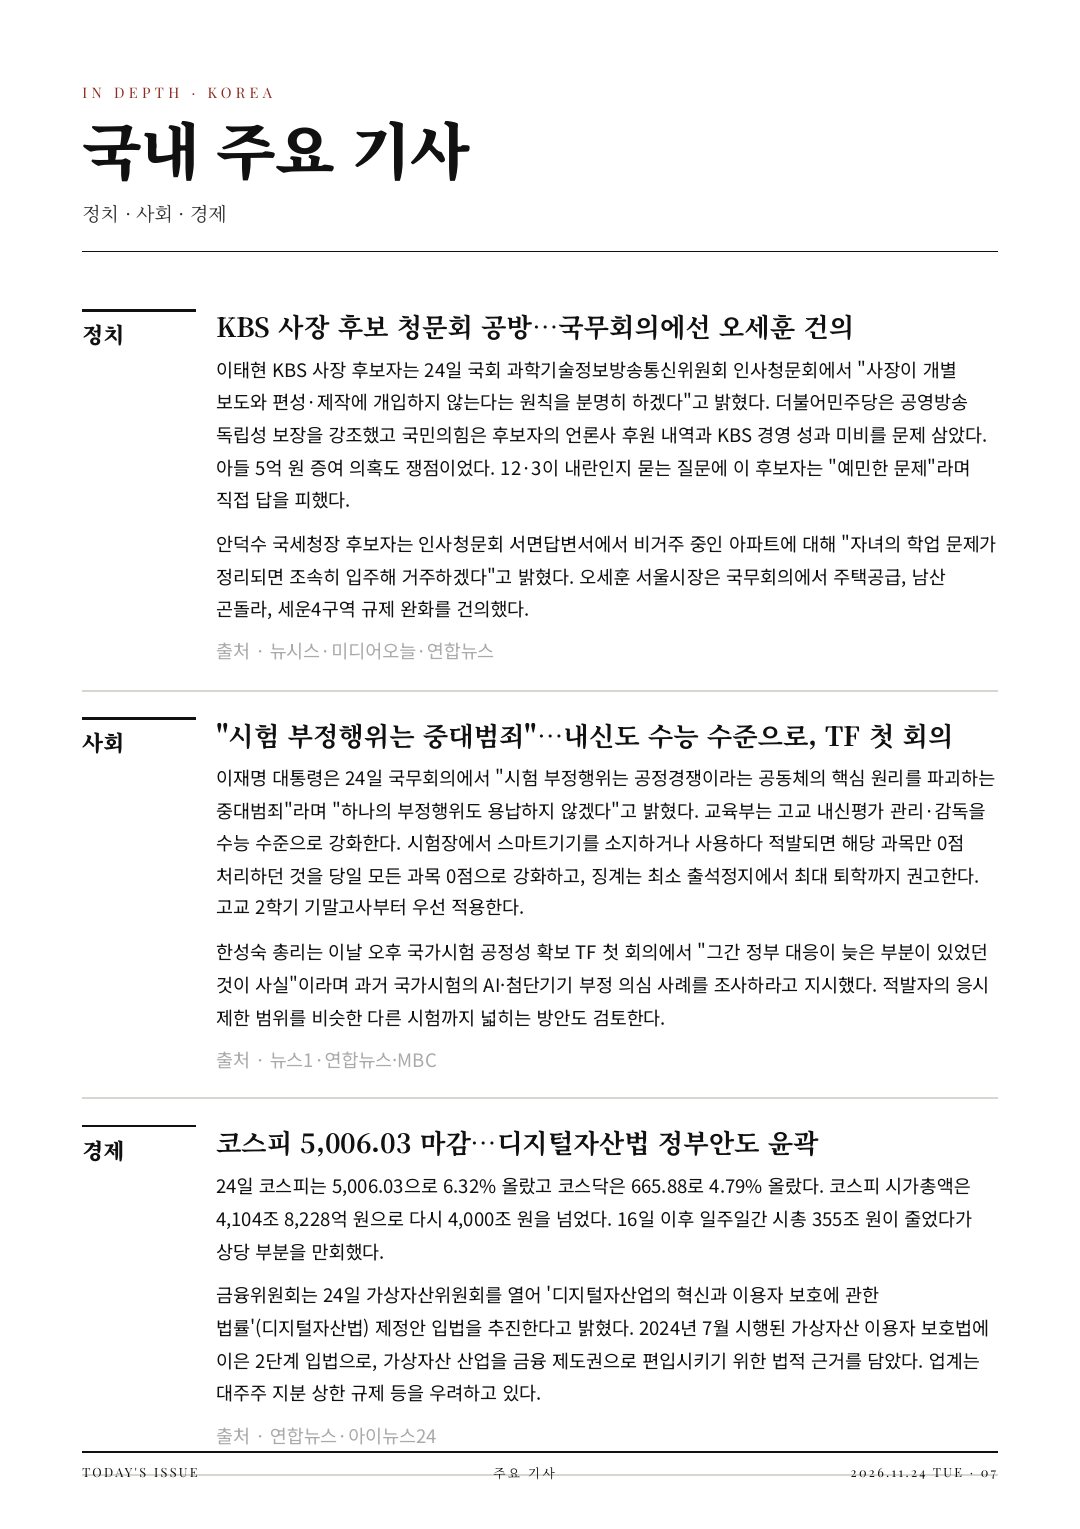 IN DEPTH · KOREA
국내 주요 기사
정치 · 사회 · 경제
정치
KBS 사장 후보 청문회 공방…국무회의에선 오세훈 건의
이태현 KBS 사장 후보자는 24일 국회 과학기술정보방송통신위원회 인사청문회에서 "사장이 개별
보도와 편성·제작에 개입하지 않는다는 원칙을 분명히 하겠다"고 밝혔다. 더불어민주당은 공영방송
독립성 보장을 강조했고 국민의힘은 후보자의 언론사 후원 내역과 KBS 경영 성과 미비를 문제 삼았다.
아들 5억 원 증여 의혹도 쟁점이었다. 12·3이 내란인지 묻는 질문에 이 후보자는 "예민한 문제"라며
직접 답을 피했다.
안덕수 국세청장 후보자는 인사청문회 서면답변서에서 비거주 중인 아파트에 대해 "자녀의 학업 문제가
정리되면 조속히 입주해 거주하겠다"고 밝혔다. 오세훈 서울시장은 국무회의에서 주택공급, 남산
곤돌라, 세운4구역 규제 완화를 건의했다.
출처 · 뉴시스·미디어오늘·연합뉴스
사회
"시험 부정행위는 중대범죄"…내신도 수능 수준으로, TF 첫 회의
이재명 대통령은 24일 국무회의에서 "시험 부정행위는 공정경쟁이라는 공동체의 핵심 원리를 파괴하는
중대범죄"라며 "하나의 부정행위도 용납하지 않겠다"고 밝혔다. 교육부는 고교 내신평가 관리·감독을
수능 수준으로 강화한다. 시험장에서 스마트기기를 소지하거나 사용하다 적발되면 해당 과목만 0점
처리하던 것을 당일 모든 과목 0점으로 강화하고, 징계는 최소 출석정지에서 최대 퇴학까지 권고한다.
고교 2학기 기말고사부터 우선 적용한다.
한성숙 총리는 이날 오후 국가시험 공정성 확보 TF 첫 회의에서 "그간 정부 대응이 늦은 부분이 있었던
것이 사실"이라며 과거 국가시험의 AI·첨단기기 부정 의심 사례를 조사하라고 지시했다. 적발자의 응시
제한 범위를 비슷한 다른 시험까지 넓히는 방안도 검토한다.
출처 · 뉴스1·연합뉴스·MBC
경제
코스피 5,006.03 마감…디지털자산법 정부안도 윤곽
24일 코스피는 5,006.03으로 6.32% 올랐고 코스닥은 665.88로 4.79% 올랐다. 코스피 시가총액은
4,104조 8,228억 원으로 다시 4,000조 원을 넘었다. 16일 이후 일주일간 시총 355조 원이 줄었다가
상당 부분을 만회했다.
금융위원회는 24일 가상자산위원회를 열어 '디지털자산업의 혁신과 이용자 보호에 관한
법률'(디지털자산법) 제정안 입법을 추진한다고 밝혔다. 2024년 7월 시행된 가상자산 이용자 보호법에
이은 2단계 입법으로, 가상자산 산업을 금융 제도권으로 편입시키기 위한 법적 근거를 담았다. 업계는
대주주 지분 상한 규제 등을 우려하고 있다.
출처 · 연합뉴스·아이뉴스24
TODAY'S ISSUE
주요 기사
2026.11.24 TUE · 07